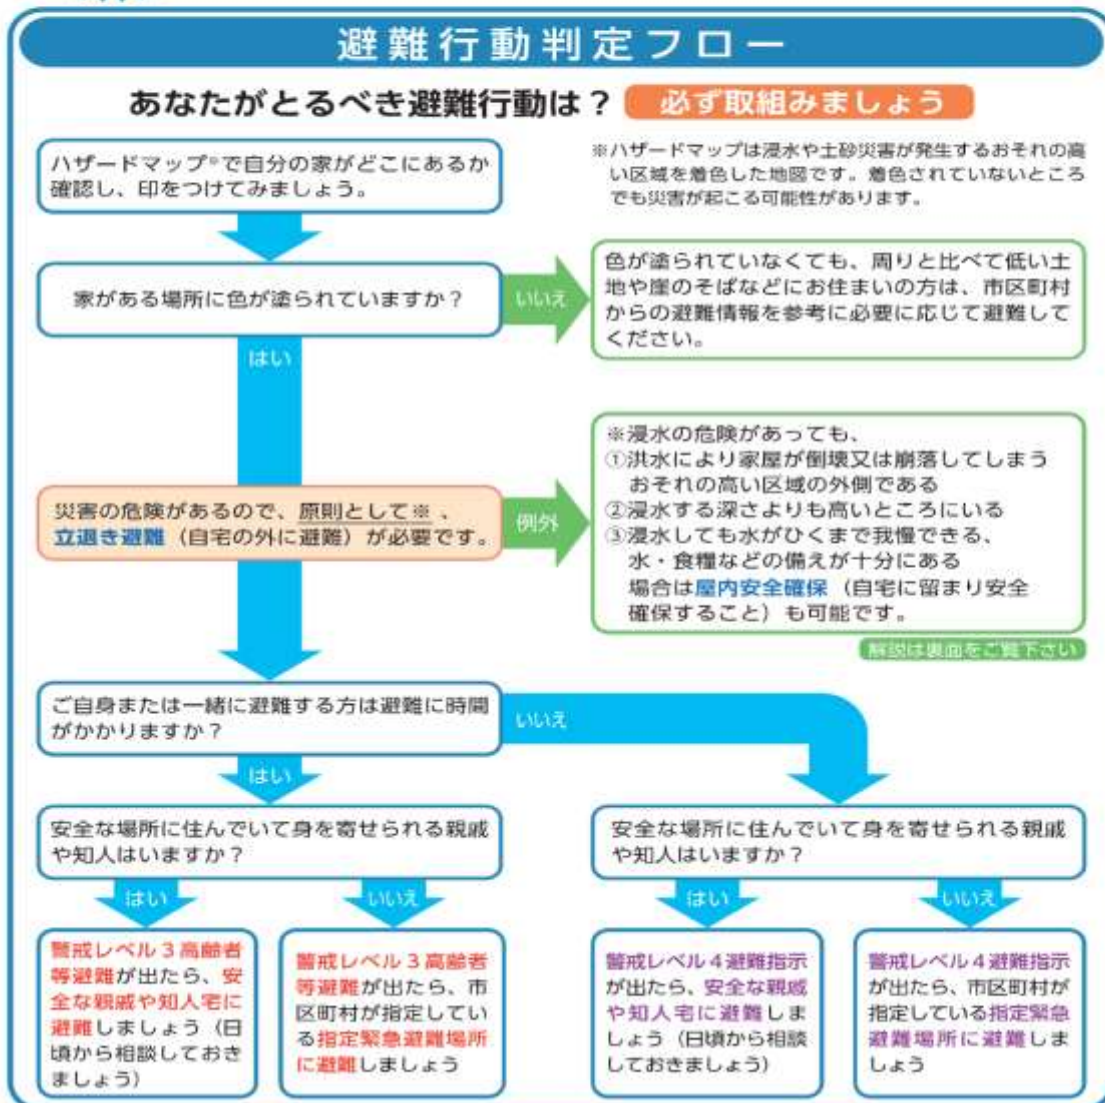 避難行動判定フロー
あなたがとるべき避難行動は？ 必ず取組みましょう
ハザードマップ※で自分の家がどこにあるか
確認し、印をつけてみましょう。
※ハザードマップは浸水や土砂災害が発生するおそれの高
い区域を着色した地図です。着色されていないところ
でも災害が起こる可能性があります。
家がある場所に色が塗られていますか？
いいえ
色が塗られていなくても、周りと比べて低い土
地や崖のそばなどにお住まいの方は、市区町村
からの避難情報を参考に必要に応じて避難して
ください。
はい
災害の危険があるので、原則として※、
立退き避難（自宅の外に避難）が必要です。
例外
※浸水の危険があっても、
①洪水により家屋が倒壊又は崩落してしまう
おそれの高い区域の外側である
②浸水する深さよりも高いところにいる
③浸水しても水がひくまで我慢できる、
水・食糧などの備えが十分にある
場合は屋内安全確保（自宅に留まり安全
確保すること）も可能です。
解説は裏面をご覧下さい
ご自身または一緒に避難する方は避難に時間
がかかりますか？
いいえ
はい
安全な場所に住んでいて身を寄せられる親戚
や知人はいますか？
はい
いいえ
警戒レベル３高齢者
等避難が出たら、安
全な親戚や知人宅に
避難しましょう（日
頃から相談しておき
ましょう）
警戒レベル３高齢者
等避難が出たら、市
区町村が指定してい
る指定緊急避難場所
に避難しましょう
安全な場所に住んでいて身を寄せられる親戚
や知人はいますか？
はい
いいえ
警戒レベル４避難指示
が出たら、安全な親戚
や知人宅に避難しま
しょう（日頃から相談
しておきましょう）
警戒レベル４避難指示
が出たら、市区町村が
指定している指定緊急
避難場所に避難しま
しょう